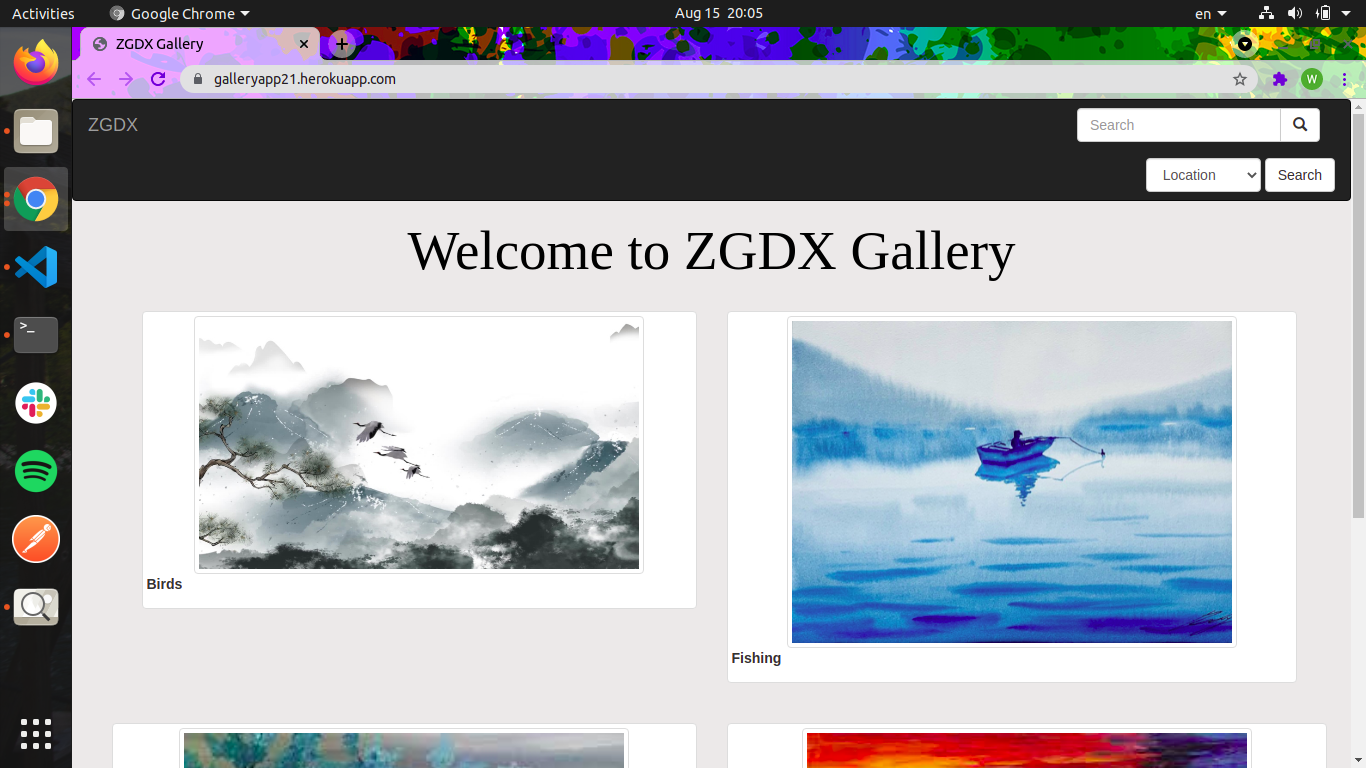 Activities
Google Chrome
Aug 15 20:05
en
ZGDX Gallery
galleryapp21.herokuapp.com
W
ZGDX
Search
Location
Search
Welcome to ZGDX Gallery
Birds
Fishing
>_